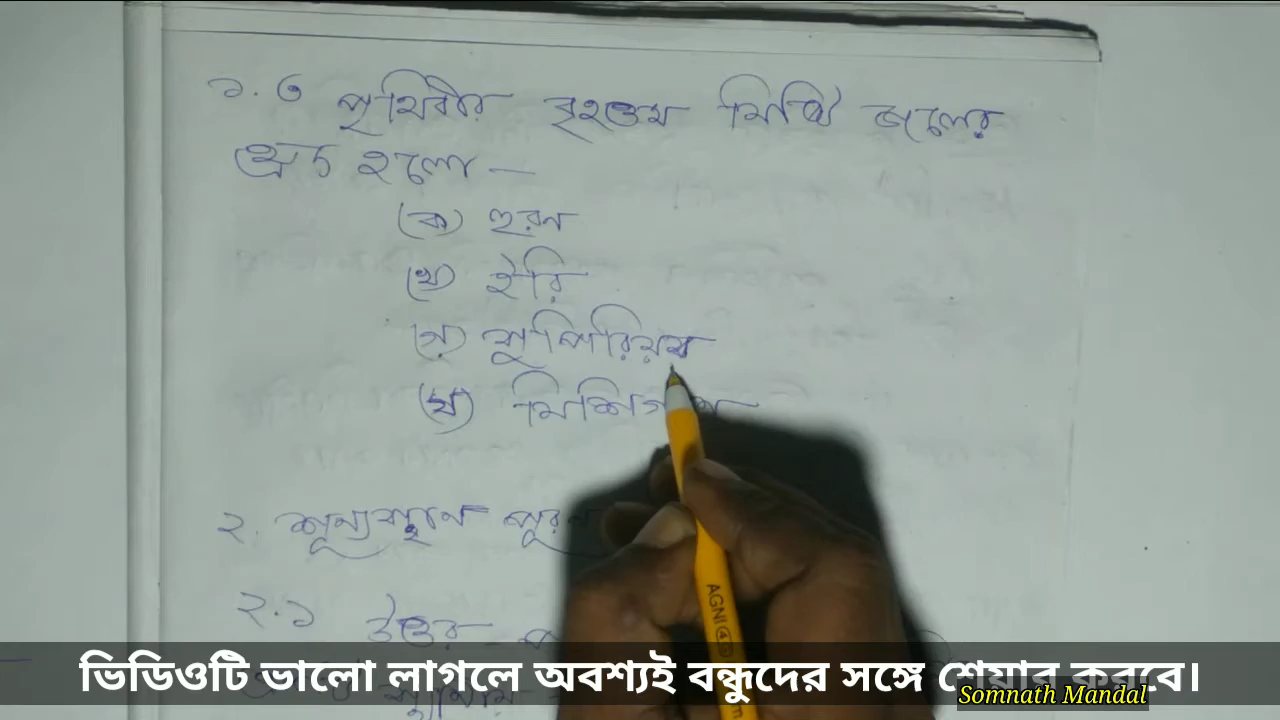 ১.৩ পৃথিবীর বৃহত্তম মিষ্টি জলের
হ্রদ হলো —
(ক) হুরন
(খ) ইরি
(গ) সুপিরিয়র
(ঘ) মিশিগান
২. শূন্যস্থান পূরণ
২.১ উত্তর
AGNI
ভিডিওটি ভালো লাগলে অবশ্যই বন্ধুদের সঙ্গে শেয়ার করবে।
Somnath Mandal